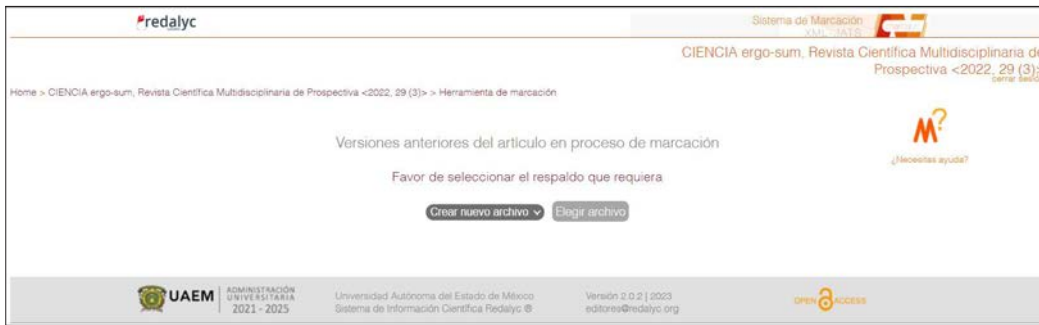 redalyc
Sistema de Marcación
XML JATS
CIENCIA ergo-sum, Revista Científica Multidisciplinaria de
Prospectiva <2022, 29 (3)>
cerrar sesió
Home > CIENCIA ergo-sum, Revista Científica Multidisciplinaria de Prospectiva <2022, 29 (3)> > Herramienta de marcación
Versiones anteriores del artículo en proceso de marcación
¿Necesitas ayuda?
Favor de seleccionar el respaldo que requiera
Crear nuevo archivo
Elegir archivo
UAEM
ADMINISTRACIÓN
UNIVERSITARIA
2021 - 2025
Universidad Autónoma del Estado de México
Sistema de Información Científica Redalyc ®
Versión 2.0.2 | 2023
editores@redalyc.org
OPEN ACCESS